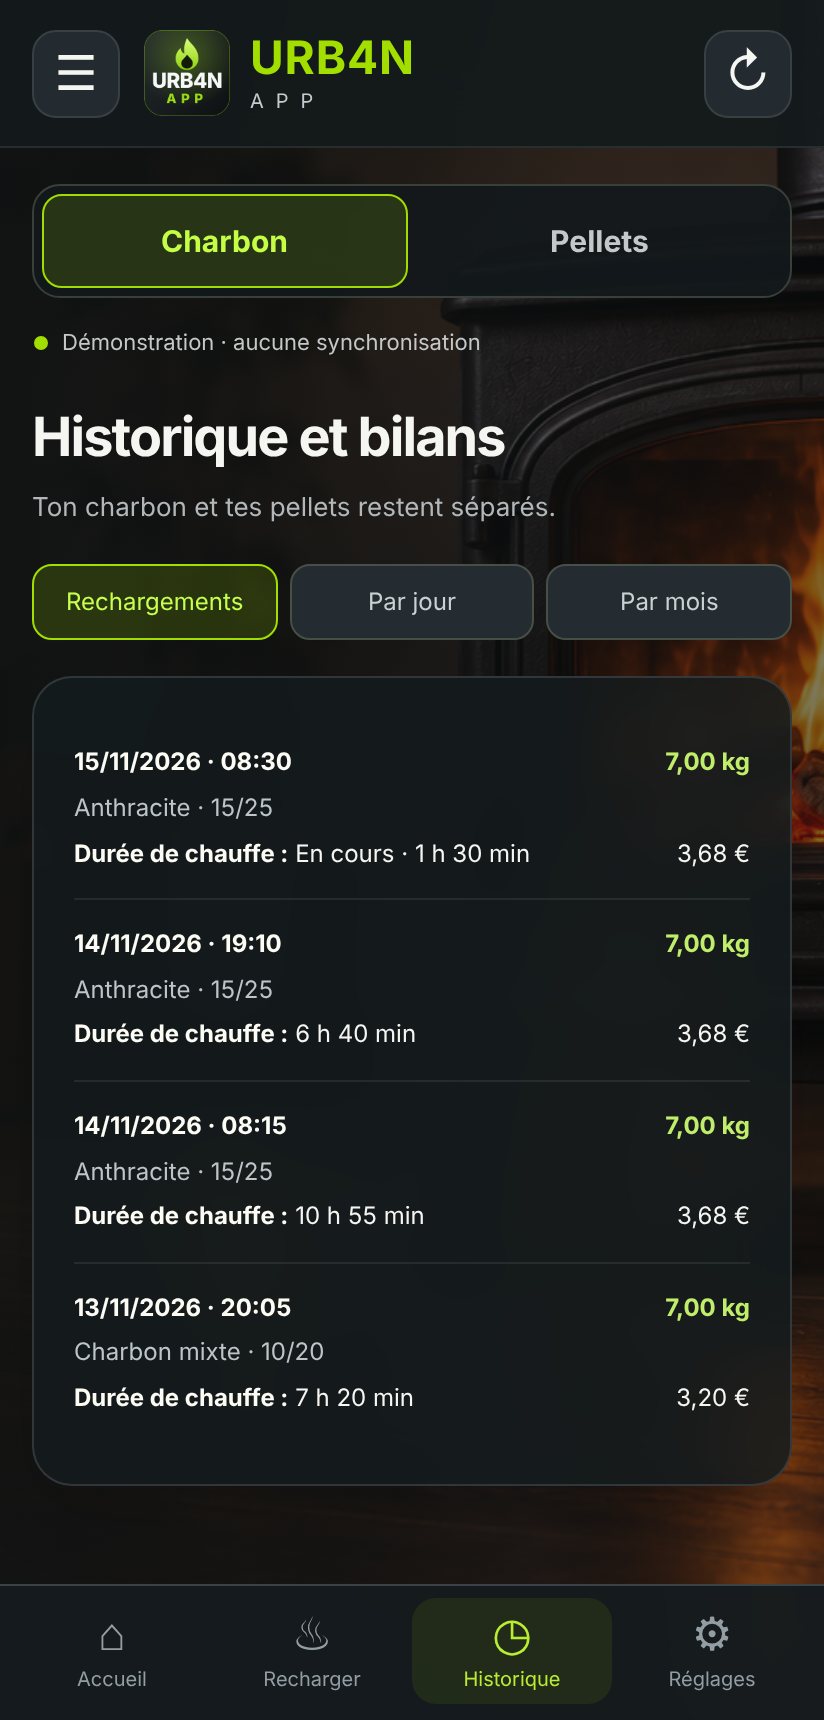 URB4N
APP
URB4N
APP
Charbon
Pellets
Démonstration · aucune synchronisation
Historique et bilans
Ton charbon et tes pellets restent séparés.
Rechargements
Par jour
Par mois
15/11/2026 · 08:30 7,00 kg
Anthracite · 15/25
Durée de chauffe : En cours · 1 h 30 min 3,68 €
14/11/2026 · 19:10 7,00 kg
Anthracite · 15/25
Durée de chauffe : 6 h 40 min 3,68 €
14/11/2026 · 08:15 7,00 kg
Anthracite · 15/25
Durée de chauffe : 10 h 55 min 3,68 €
13/11/2026 · 20:05 7,00 kg
Charbon mixte · 10/20
Durée de chauffe : 7 h 20 min 3,20 €
Accueil
Recharger
Historique
Réglages